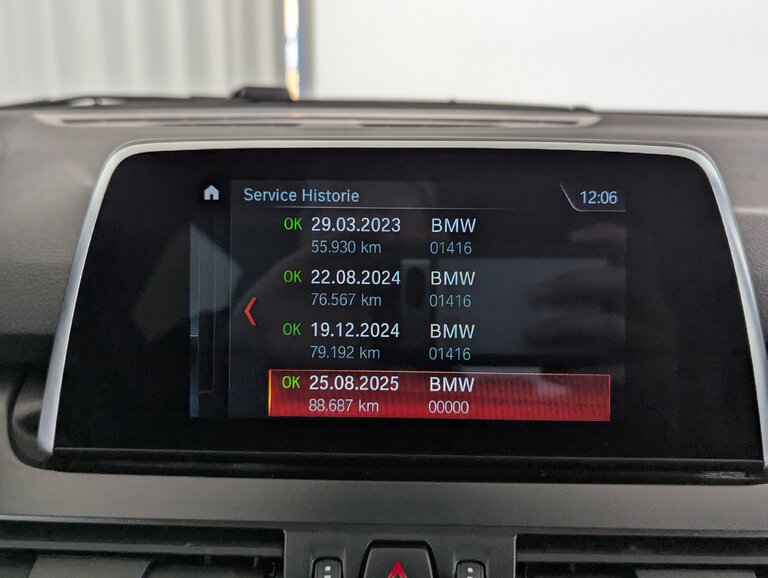 Service Historie 12:06
OK 29.03.2023 BMW
55.930 km 01416
OK 22.08.2024 BMW
76.567 km 01416
OK 19.12.2024 BMW
79.192 km 01416
OK 25.08.2025 BMW
88.687 km 00000